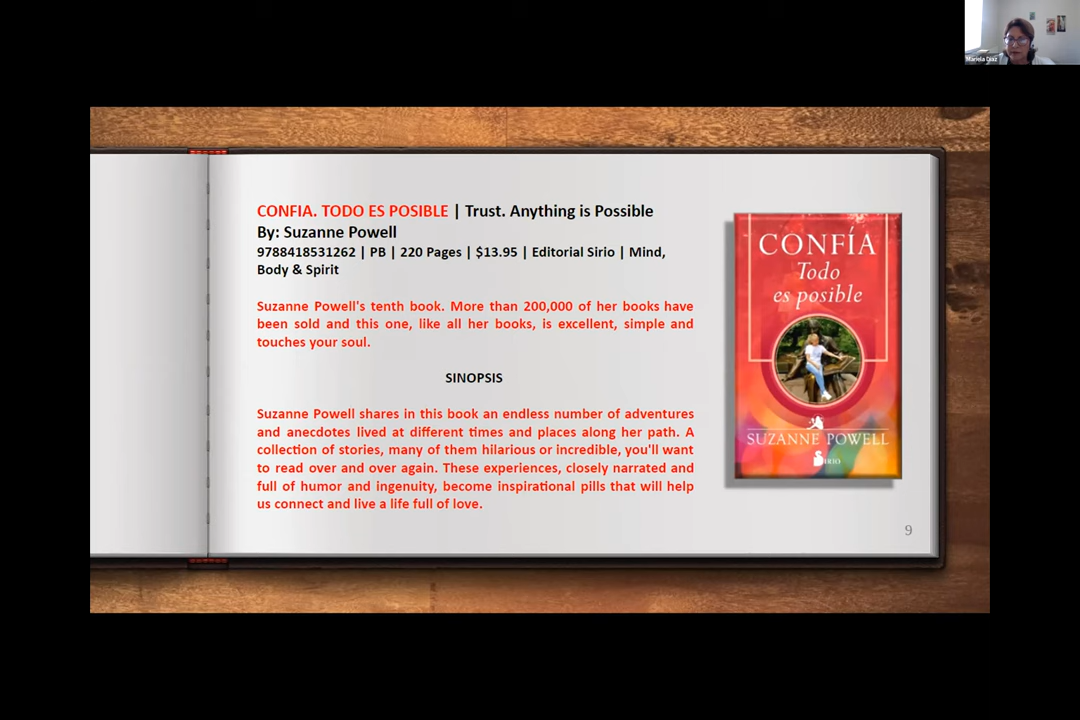 Mariela Diaz
CONFIA. TODO ES POSIBLE | Trust. Anything is Possible
By: Suzanne Powell
9788418531262 | PB | 220 Pages | $13.95 | Editorial Sirio | Mind,
Body & Spirit
Suzanne Powell's tenth book. More than 200,000 of her books have
been sold and this one, like all her books, is excellent, simple and
touches your soul.
SINOPSIS
Suzanne Powell shares in this book an endless number of adventures
and anecdotes lived at different times and places along her path. A
collection of stories, many of them hilarious or incredible, you'll want
to read over and over again. These experiences, closely narrated and
full of humor and ingenuity, become inspirational pills that will help
us connect and live a life full of love.
CONFÍA
Todo
es posible
SUZANNE POWELL
SIRIO
9